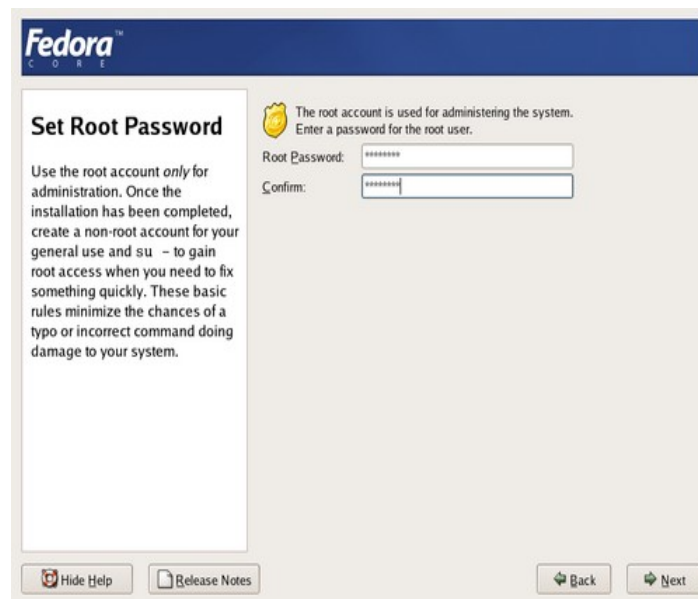 Fedora™
CORE
Set Root Password
Use the root account only for
administration. Once the
installation has been completed,
create a non-root account for your
general use and su - to gain
root access when you need to fix
something quickly. These basic
rules minimize the chances of a
typo or incorrect command doing
damage to your system.
The root account is used for administering the system.
Enter a password for the root user.
Root Password: ********
Confirm: ********
Hide Help
Release Notes
Back
Next